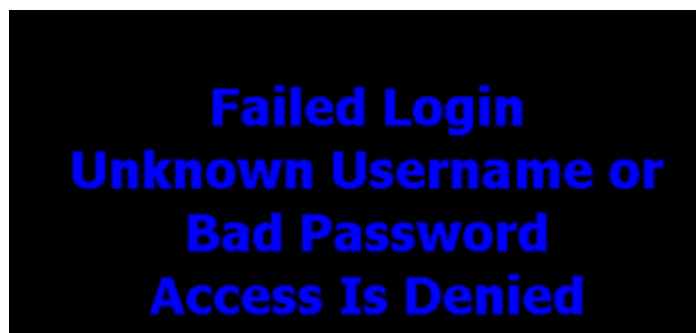 Failed Login
Unknown Username or
Bad Password
Access Is Denied